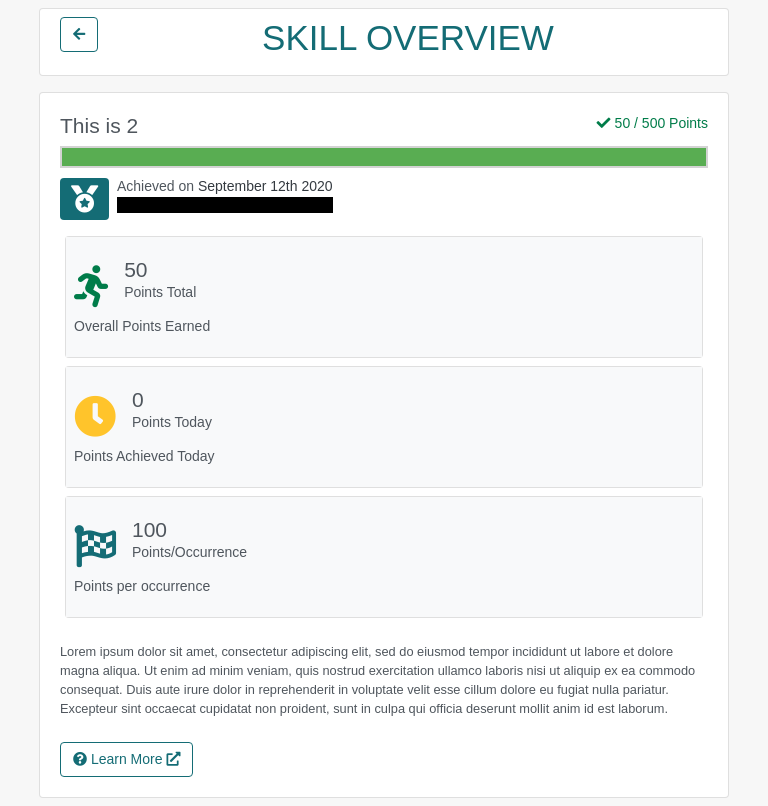 SKILL OVERVIEW
This is 2
50 / 500 Points
Achieved on September 12th 2020
50
Points Total
Overall Points Earned
0
Points Today
Points Achieved Today
100
Points/Occurrence
Points per occurrence
Lorem ipsum dolor sit amet, consectetur adipiscing elit, sed do eiusmod tempor incididunt ut labore et dolore
magna aliqua. Ut enim ad minim veniam, quis nostrud exercitation ullamco laboris nisi ut aliquip ex ea commodo
consequat. Duis aute irure dolor in reprehenderit in voluptate velit esse cillum dolore eu fugiat nulla pariatur.
Excepteur sint occaecat cupidatat non proident, sunt in culpa qui officia deserunt mollit anim id est laborum.
Learn More